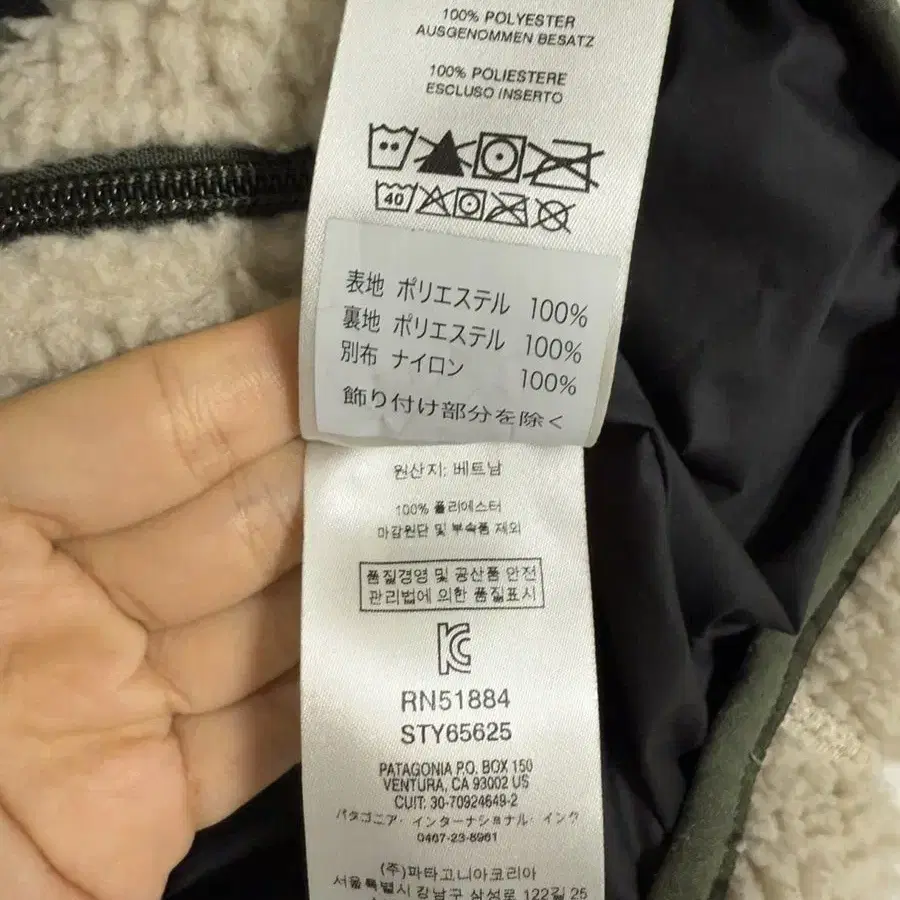 100% POLYESTER
AUSGENOMMEN BESATZ
100% POLIESTERE
ESCLUSO INSERTO
40
表地 ポリエステル 100%
裏地 ポリエステル 100%
別布 ナイロン 100%
飾り付け部分を除く
원산지: 베트남
100% 폴리에스터
마감원단 및 부속품 제외
품질경영 및 공산품 안전
관리법에 의한 품질표시
KC
RN51884
STY65625
PATAGONIA P.O. BOX 150
VENTURA, CA 93002 US
CUIT: 30-70924649-2
パタゴニア・インターナショナル・インク
0467-23-8961
(주)파타고니아코리아
서울특별시 강남구 삼성로 122길 25